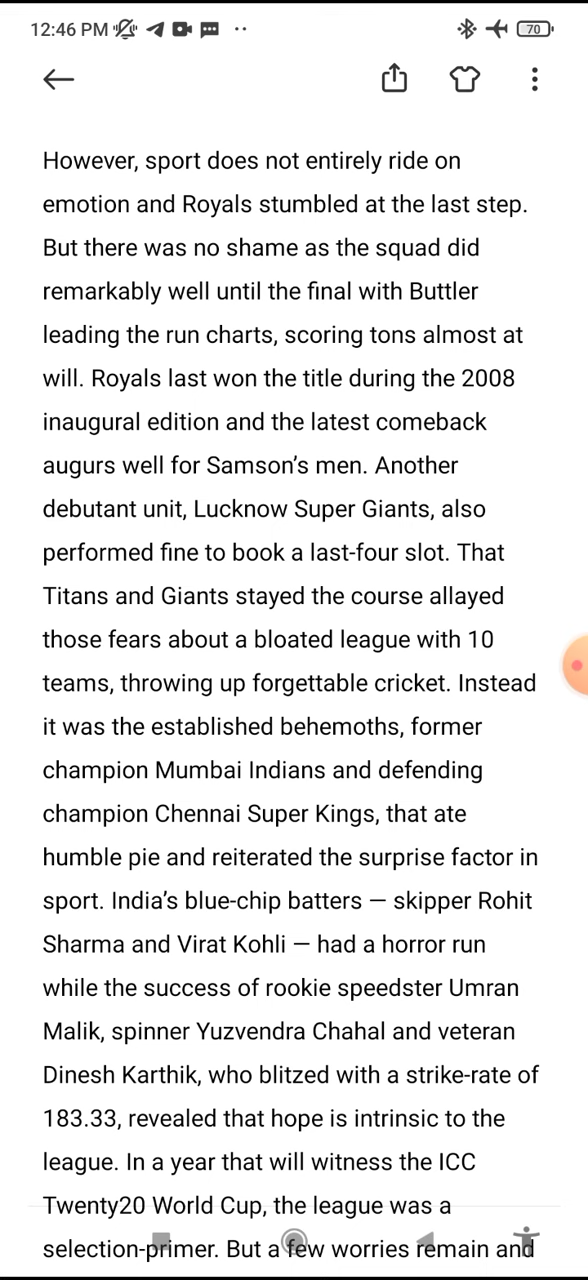 12:46 PM
70
However, sport does not entirely ride on
emotion and Royals stumbled at the last step.
But there was no shame as the squad did
remarkably well until the final with Buttler
leading the run charts, scoring tons almost at
will. Royals last won the title during the 2008
inaugural edition and the latest comeback
augurs well for Samson’s men. Another
debutant unit, Lucknow Super Giants, also
performed fine to book a last-four slot. That
Titans and Giants stayed the course allayed
those fears about a bloated league with 10
teams, throwing up forgettable cricket. Instead
it was the established behemoths, former
champion Mumbai Indians and defending
champion Chennai Super Kings, that ate
humble pie and reiterated the surprise factor in
sport. India’s blue-chip batters — skipper Rohit
Sharma and Virat Kohli — had a horror run
while the success of rookie speedster Umran
Malik, spinner Yuzvendra Chahal and veteran
Dinesh Karthik, who blitzed with a strike-rate of
183.33, revealed that hope is intrinsic to the
league. In a year that will witness the ICC
Twenty20 World Cup, the league was a
selection-primer. But a few worries remain and